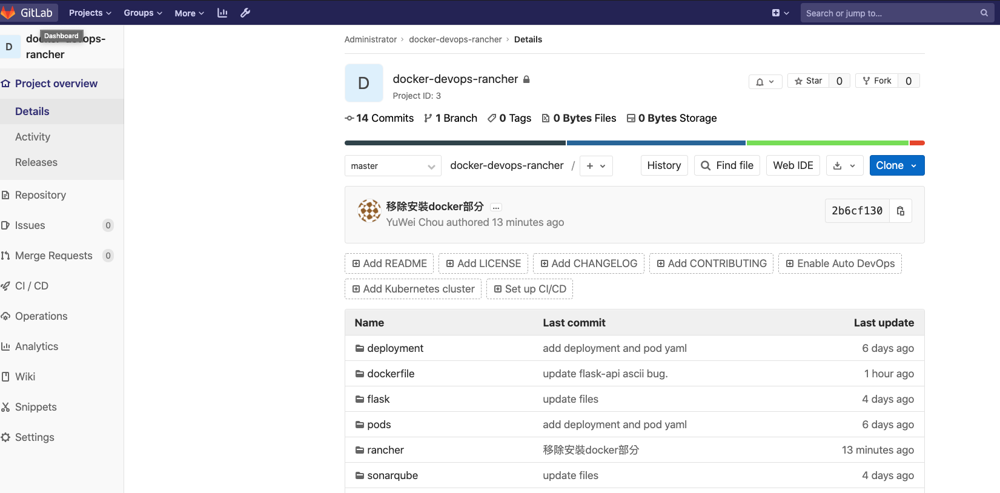 GitLab Projects Groups More Search or jump to...
Dashboard
D docker-devops-rancher
Project overview
Details
Activity
Releases
Repository
Issues 0
Merge Requests 0
CI / CD
Operations
Analytics
Wiki
Snippets
Settings
Administrator › docker-devops-rancher › Details
D
docker-devops-rancher
Project ID: 3
Star 0 Fork 0
14 Commits 1 Branch 0 Tags 0 Bytes Files 0 Bytes Storage
master docker-devops-rancher / + History Find file Web IDE Clone
移除安裝docker部分 ...
YuWei Chou authored 13 minutes ago
2b6cf130
Add README Add LICENSE Add CHANGELOG Add CONTRIBUTING Enable Auto DevOps
Add Kubernetes cluster Set up CI/CD
Name Last commit Last update
deployment add deployment and pod yaml 6 days ago
dockerfile update flask-api ascii bug. 1 hour ago
flask update files 4 days ago
pods add deployment and pod yaml 6 days ago
rancher 移除安裝docker部分 13 minutes ago
sonarqube update files 4 days ago